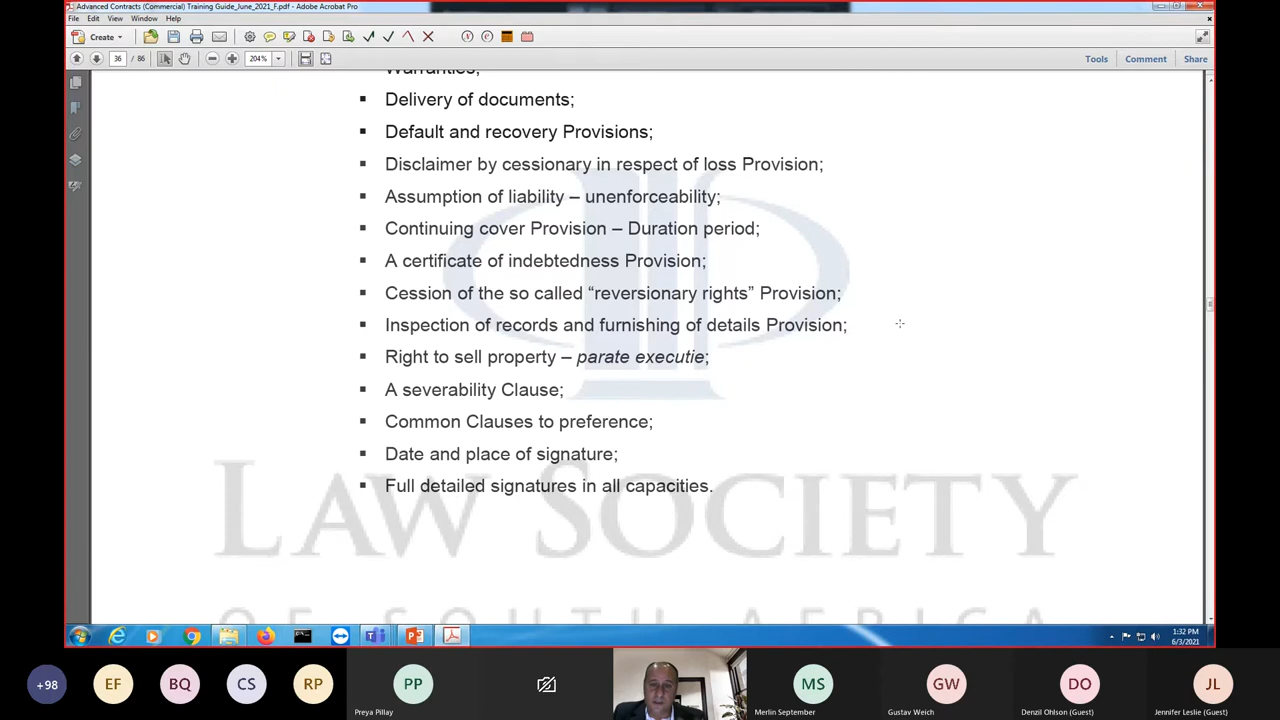 Advanced Contracts (Commercial) Training Guide_June_2021_F.pdf - Adobe Acrobat Pro
File Edit View Window Help
Create
36 / 86
204%
Tools Comment Share
Warranties;
▪ Delivery of documents;
▪ Default and recovery Provisions;
▪ Disclaimer by cessionary in respect of loss Provision;
▪ Assumption of liability – unenforceability;
▪ Continuing cover Provision – Duration period;
▪ A certificate of indebtedness Provision;
▪ Cession of the so called “reversionary rights” Provision;
▪ Inspection of records and furnishing of details Provision;
▪ Right to sell property – parate executie;
▪ A severability Clause;
▪ Common Clauses to preference;
▪ Date and place of signature;
▪ Full detailed signatures in all capacities.
LAW SOCIETY
OF SOUTH AFRICA
1:32 PM
6/3/2021
+98 EF BQ CS RP PP MS GW DO JL
Preya Pillay
Merlin September
Gustav Weich
Denzil Ohlson (Guest)
Jennifer Leslie (Guest)